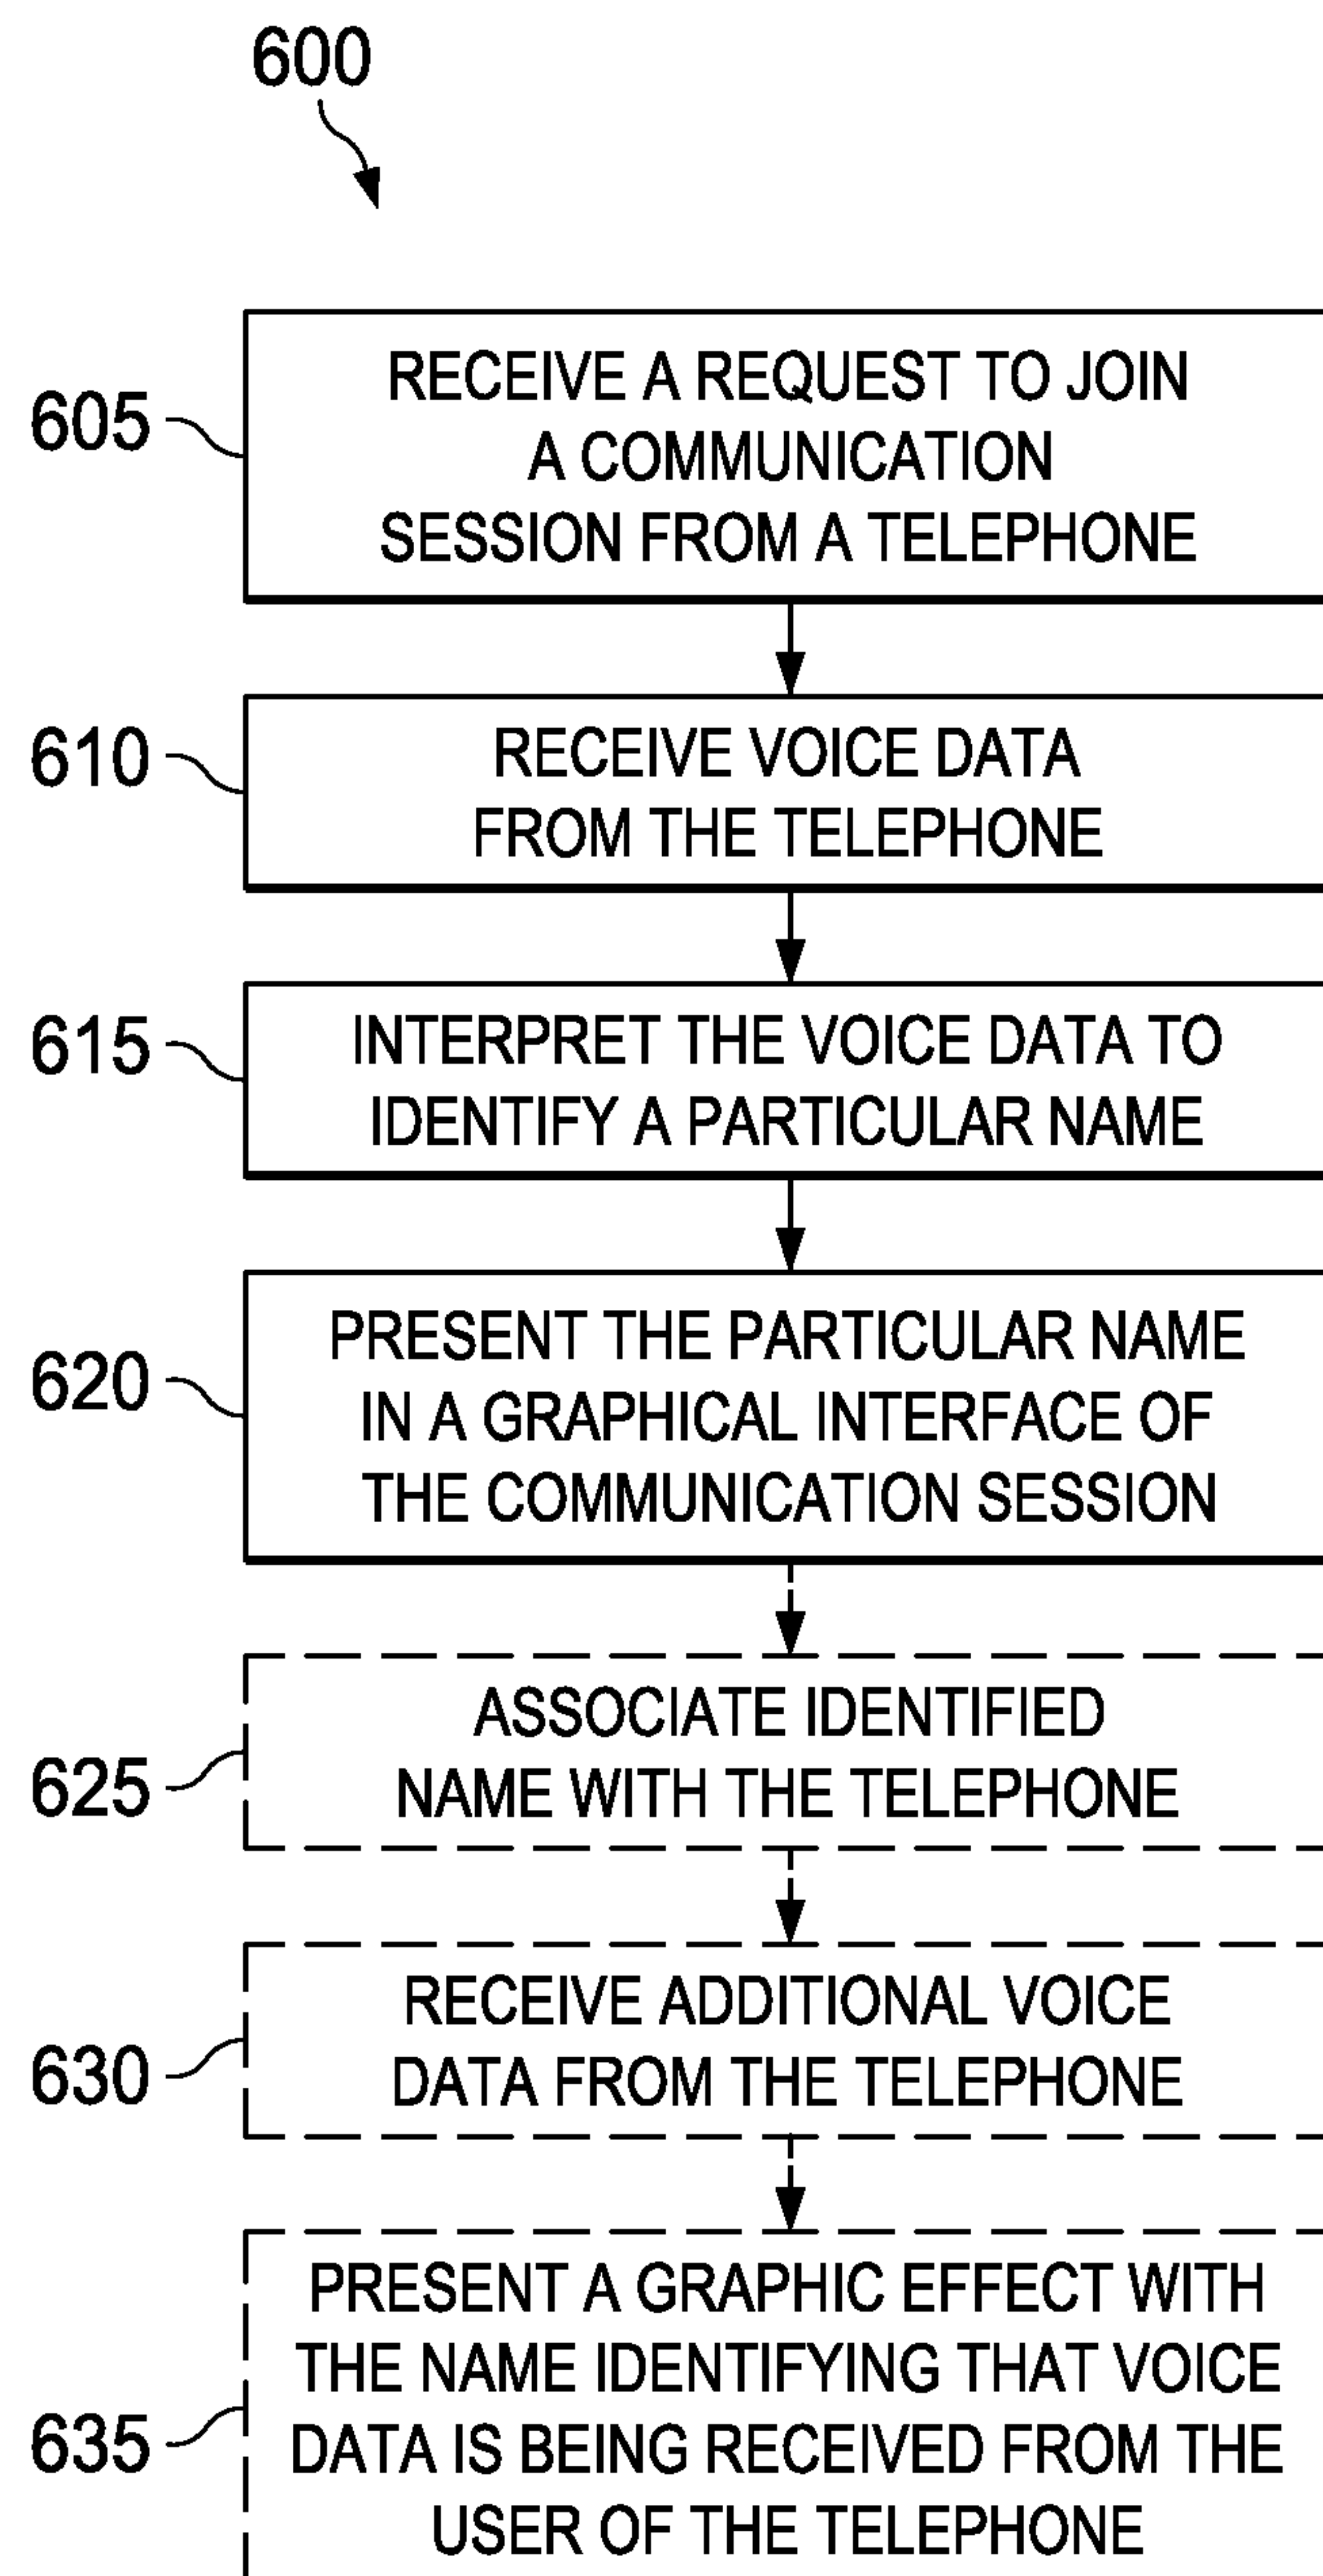 600
605
RECEIVE A REQUEST TO JOIN
A COMMUNICATION
SESSION FROM A TELEPHONE
610
RECEIVE VOICE DATA
FROM THE TELEPHONE
615
INTERPRET THE VOICE DATA TO
IDENTIFY A PARTICULAR NAME
620
PRESENT THE PARTICULAR NAME
IN A GRAPHICAL INTERFACE OF
THE COMMUNICATION SESSION
625
ASSOCIATE IDENTIFIED
NAME WITH THE TELEPHONE
630
RECEIVE ADDITIONAL VOICE
DATA FROM THE TELEPHONE
635
PRESENT A GRAPHIC EFFECT WITH
THE NAME IDENTIFYING THAT VOICE
DATA IS BEING RECEIVED FROM THE
USER OF THE TELEPHONE